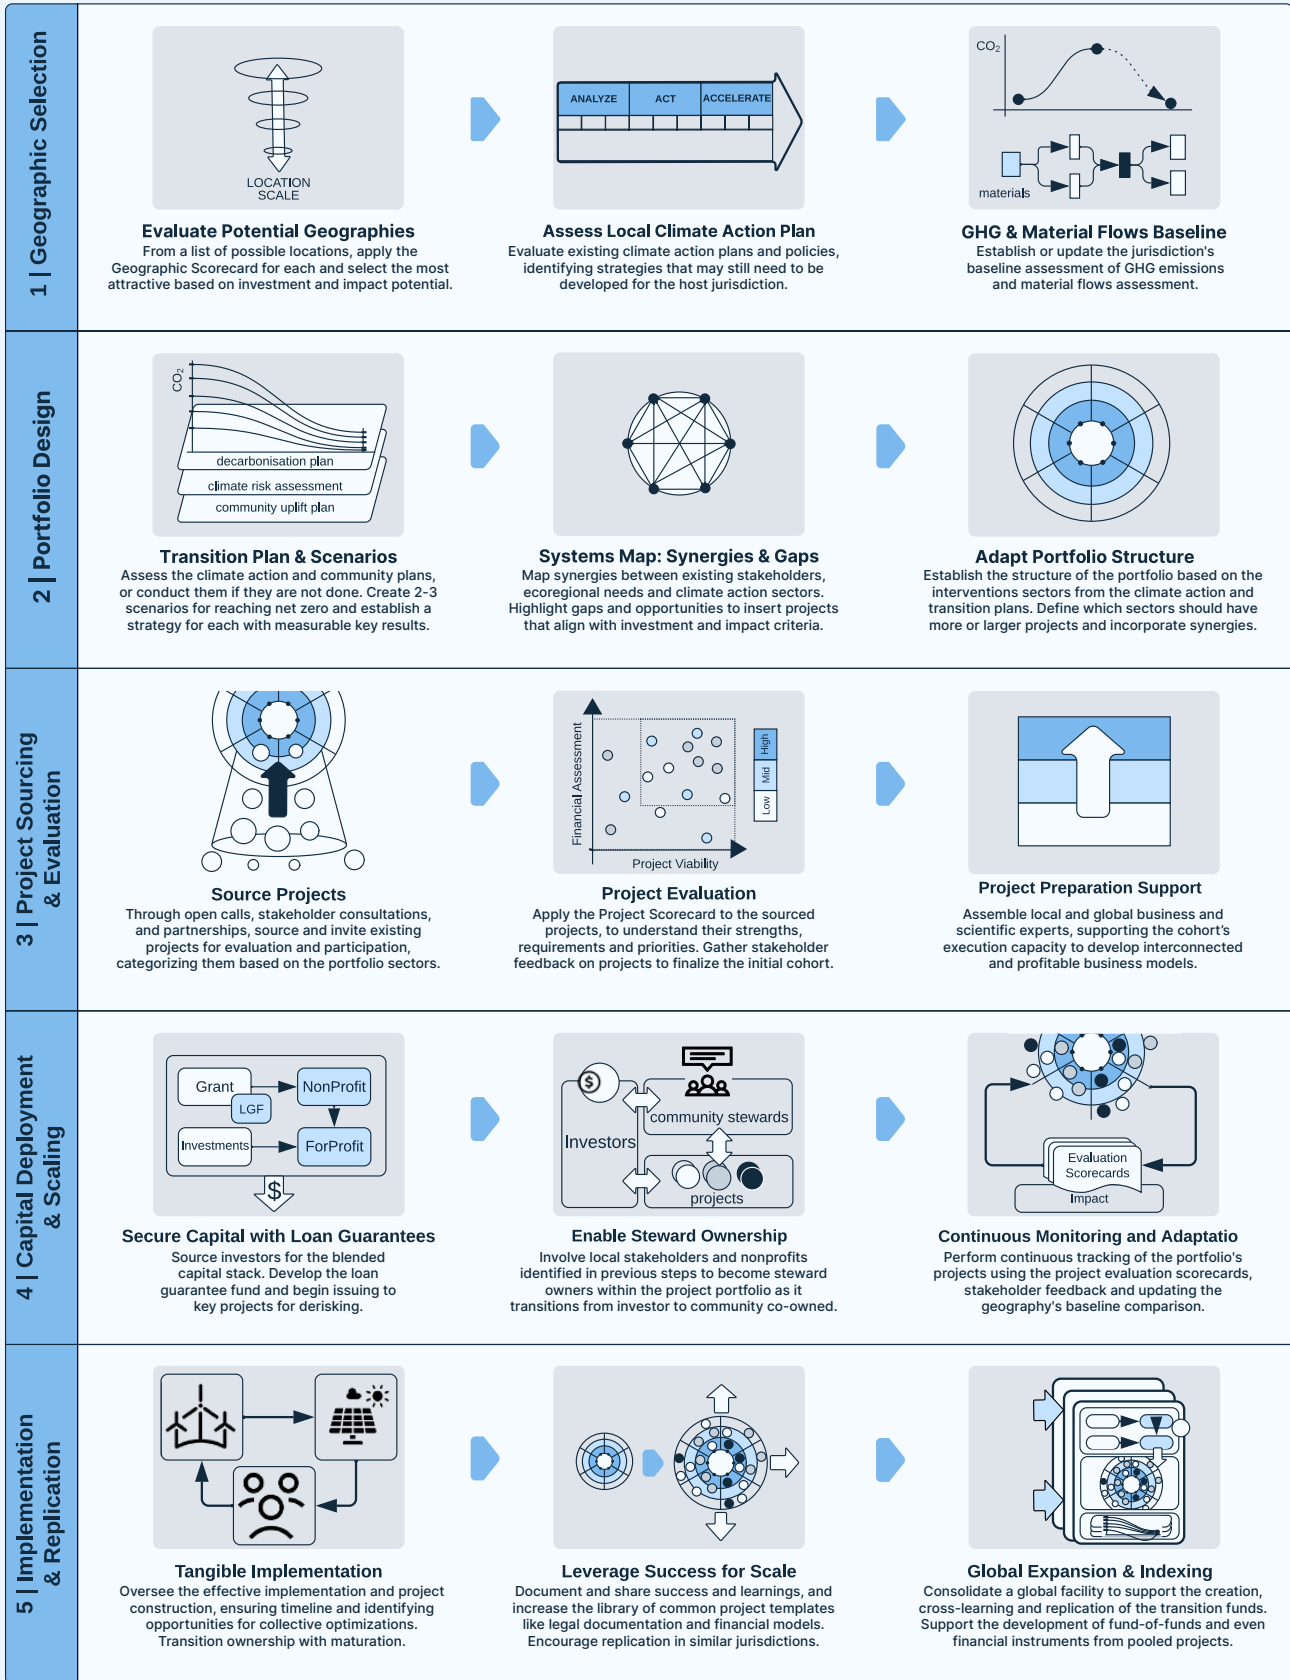 1 | Geographic Selection
LOCATION
SCALE
Evaluate Potential Geographies
From a list of possible locations, apply the
Geographic Scorecard for each and select the most
attractive based on investment and impact potential.
ANALYZE ACT ACCELERATE
Assess Local Climate Action Plan
Evaluate existing climate action plans and policies,
identifying strategies that may still need to be
developed for the host jurisdiction.
CO2
materials
GHG & Material Flows Baseline
Establish or update the jurisdiction's
baseline assessment of GHG emissions
and material flows assessment.
2 | Portfolio Design
CO2
decarbonisation plan
climate risk assessment
community uplift plan
Transition Plan & Scenarios
Assess the climate action and community plans,
or conduct them if they are not done. Create 2-3
scenarios for reaching net zero and establish a
strategy for each with measurable key results.
Systems Map: Synergies & Gaps
Map synergies between existing stakeholders,
ecoregional needs and climate action sectors.
Highlight gaps and opportunities to insert projects
that align with investment and impact criteria.
Adapt Portfolio Structure
Establish the structure of the portfolio based on the
interventions sectors from the climate action and
transition plans. Define which sectors should have
more or larger projects and incorporate synergies.
3 | Project Sourcing
& Evaluation
Source Projects
Through open calls, stakeholder consultations,
and partnerships, source and invite existing
projects for evaluation and participation,
categorizing them based on the portfolio sectors.
Financial Assessment
Project Viability
High
Mid
Low
Project Evaluation
Apply the Project Scorecard to the sourced
projects, to understand their strengths,
requirements and priorities. Gather stakeholder
feedback on projects to finalize the initial cohort.
Project Preparation Support
Assemble local and global business and
scientific experts, supporting the cohort’s
execution capacity to develop interconnected
and profitable business models.
4 | Capital Deployment
& Scaling
Grant
NonProfit
LGF
Investments
ForProfit
$
Secure Capital with Loan Guarantees
Source investors for the blended
capital stack. Develop the loan
guarantee fund and begin issuing to
key projects for derisking.
$
community stewards
Investors
projects
Enable Steward Ownership
Involve local stakeholders and nonprofits
identified in previous steps to become steward
owners within the project portfolio as it
transitions from investor to community co-owned.
Evaluation
Scorecards
Impact
Continuous Monitoring and Adaptatio
Perform continuous tracking of the portfolio's
projects using the project evaluation scorecards,
stakeholder feedback and updating the
geography's baseline comparison.
5 | Implementation
& Replication
Tangible Implementation
Oversee the effective implementation and project
construction, ensuring timeline and identifying
opportunities for collective optimizations.
Transition ownership with maturation.
Leverage Success for Scale
Document and share success and learnings, and
increase the library of common project templates
like legal documentation and financial models.
Encourage replication in similar jurisdictions.
Global Expansion & Indexing
Consolidate a global facility to support the creation,
cross-learning and replication of the transition funds.
Support the development of fund-of-funds and even
financial instruments from pooled projects.